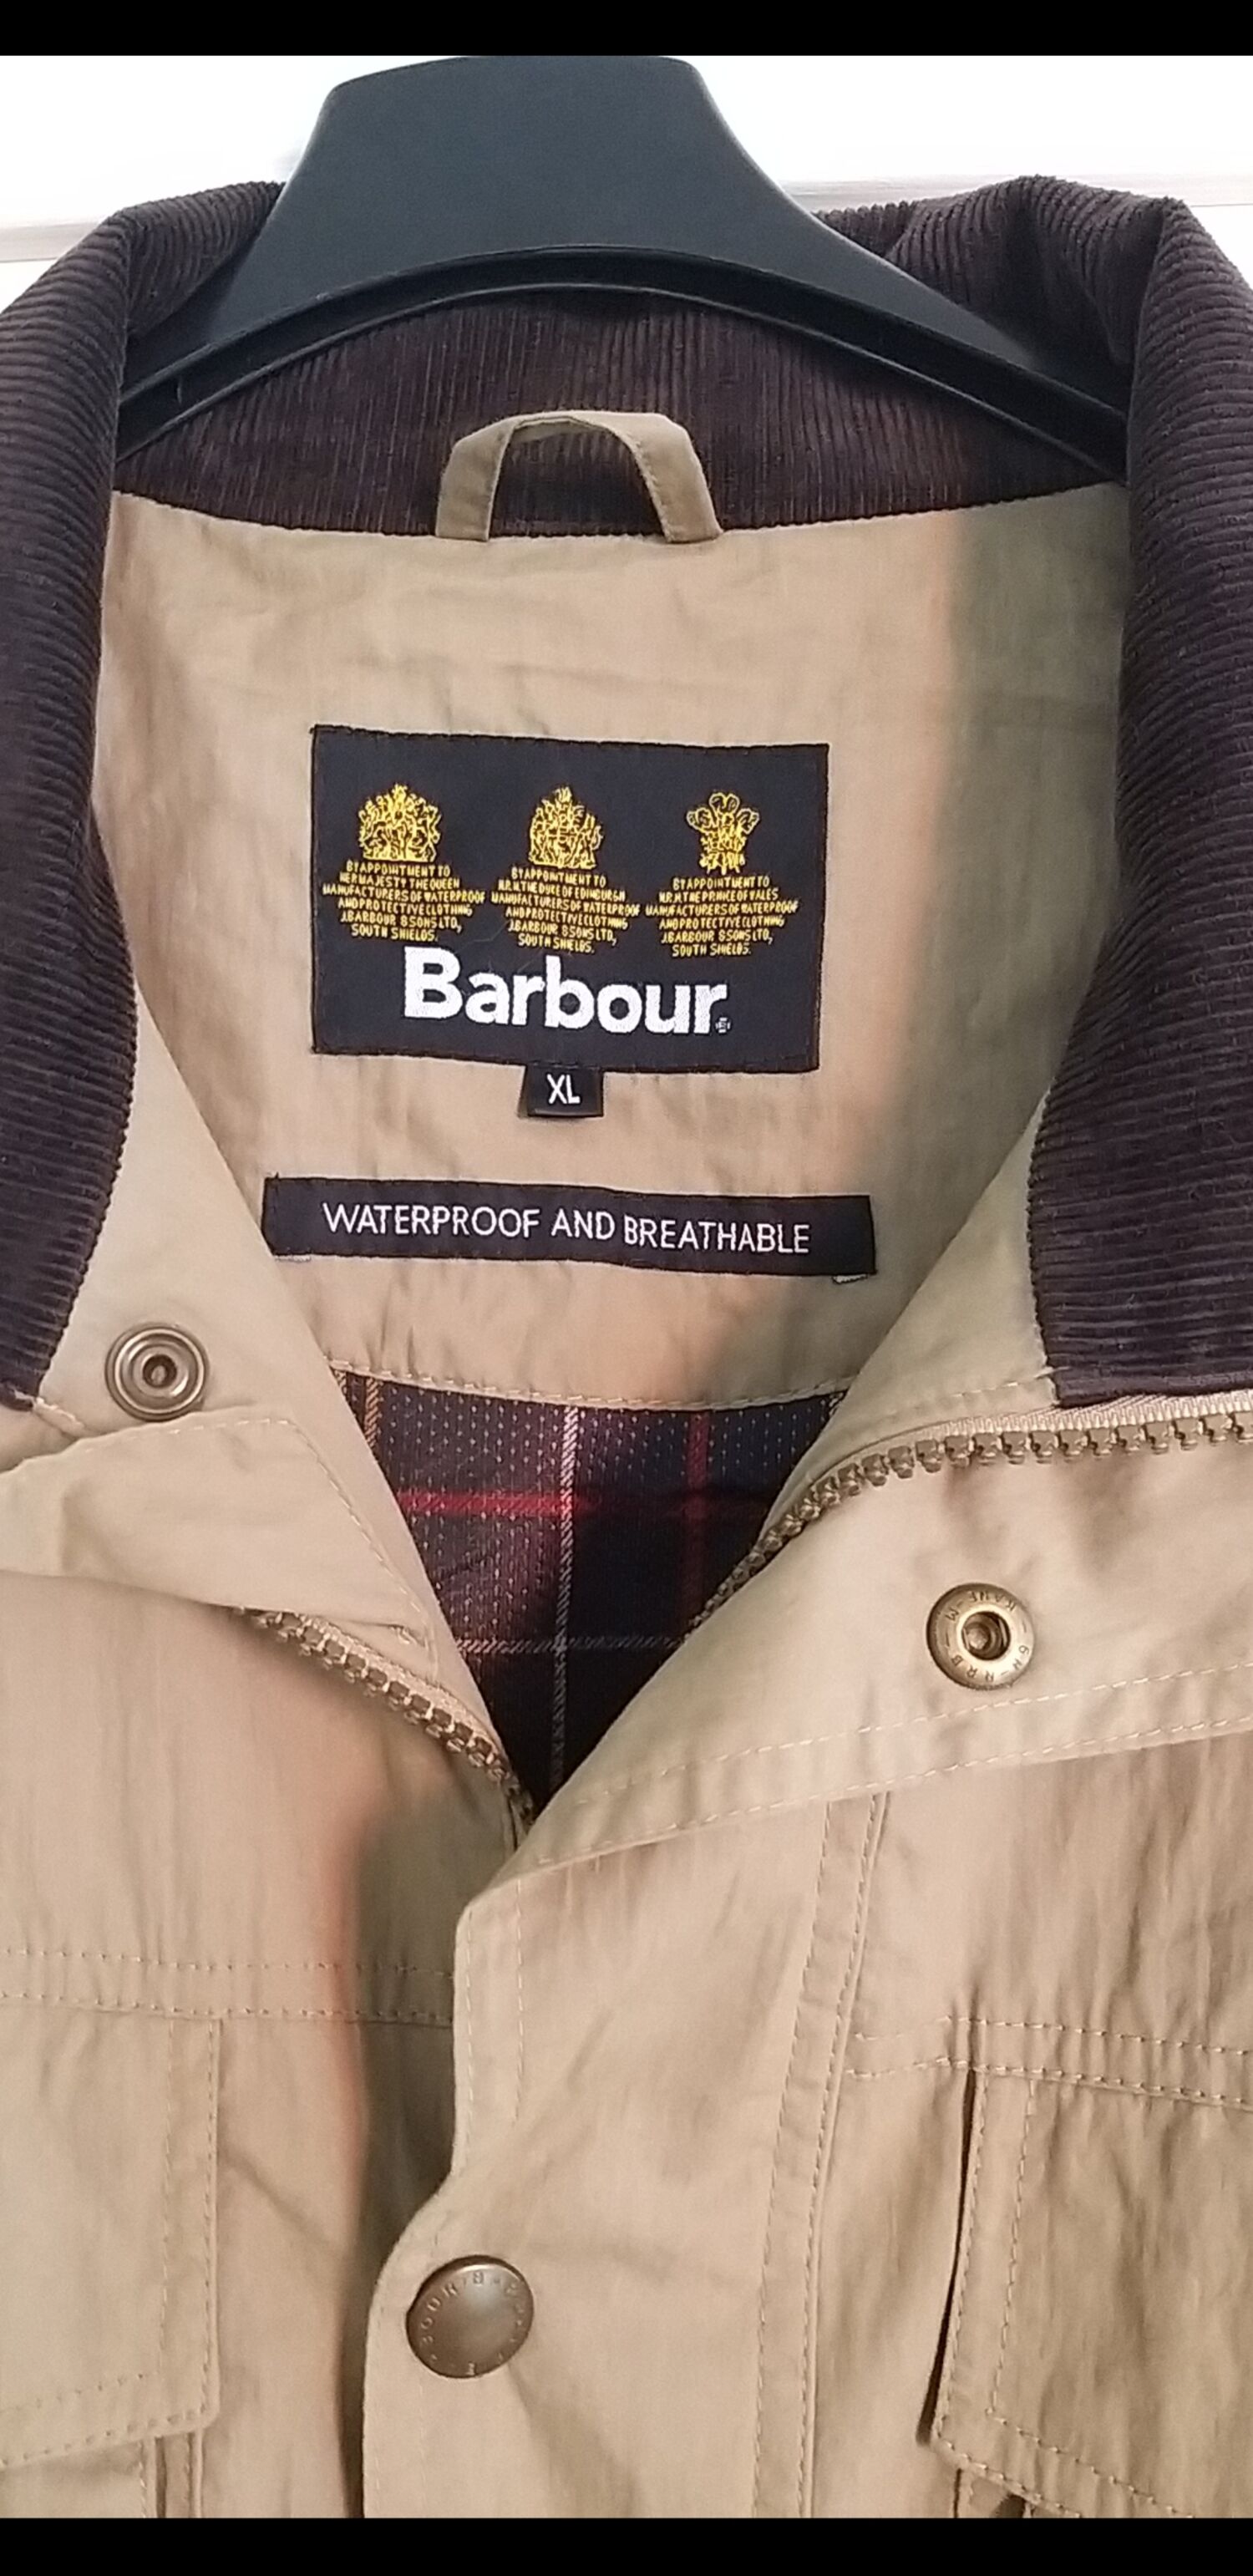 BY APPOINTMENT TO
HER MAJESTY THE QUEEN
MANUFACTURERS OF WATERPROOF
AND PROTECTIVE CLOTHING
J.BARBOUR & SONS LTD,
SOUTH SHIELDS.
BY APPOINTMENT TO
H.R.H. THE DUKE OF EDINBURGH
MANUFACTURERS OF WATERPROOF
AND PROTECTIVE CLOTHING
J.BARBOUR & SONS LTD,
SOUTH SHIELDS.
BY APPOINTMENT TO
H.R.H. THE PRINCE OF WALES
MANUFACTURERS OF WATERPROOF
AND PROTECTIVE CLOTHING
J.BARBOUR & SONS LTD,
SOUTH SHIELDS.
Barbour
XL
WATERPROOF AND BREATHABLE